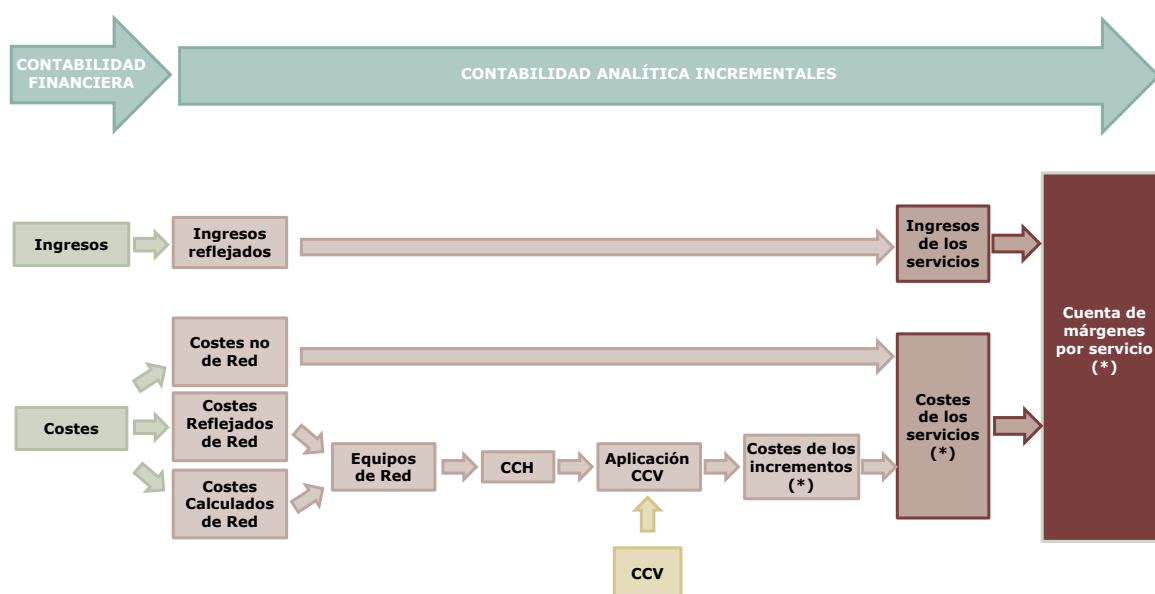 CONTABILIDAD
FINANCIERA
CONTABILIDAD ANALÍTICA INCREMENTALES
Ingresos
Ingresos
reflejados
Ingresos
de los
servicios
Cuenta de
márgenes
por servicio
(*)
Costes no
de Red
Costes
Costes
Reflejados
de Red
Costes
Calculados
de Red
Equipos
de Red
CCH
Aplicación
CCV
Costes de los
incrementos
(*)
Costes
de los
servicios
(*)
CCV